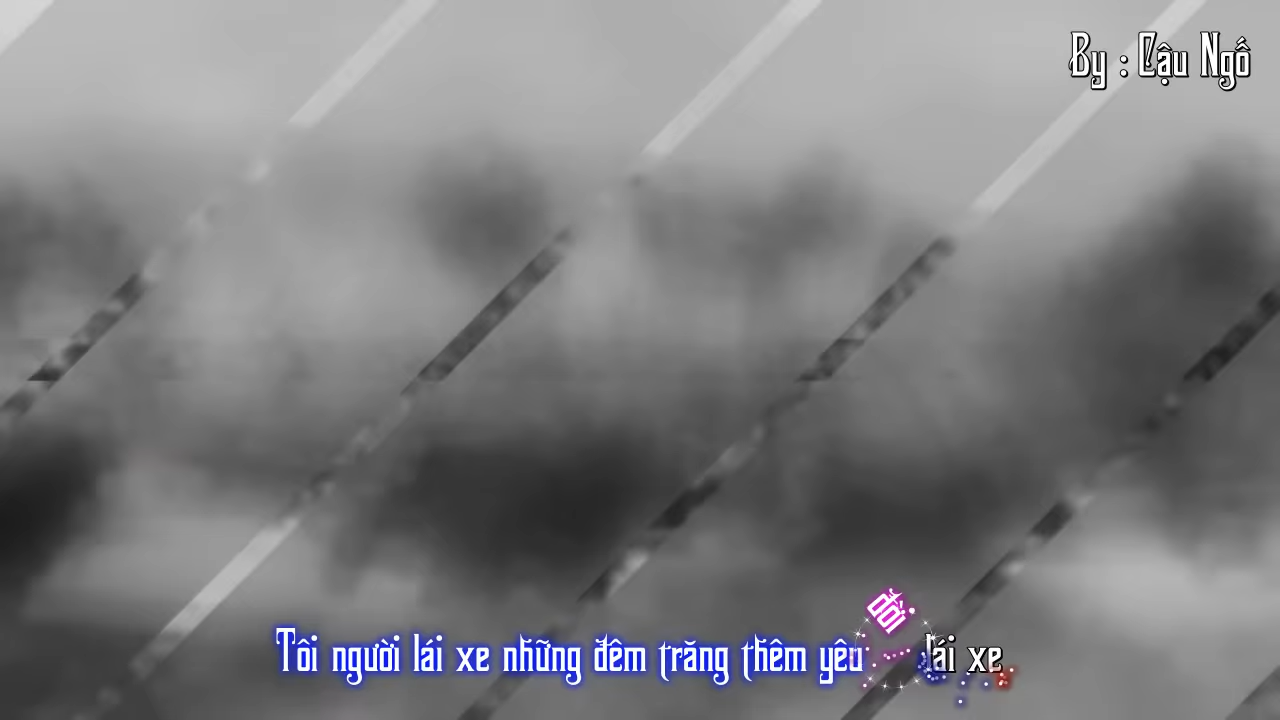 By : Cậu Ngố
Tôi người lái xe những đêm trăng thêm yêu đời lái xe